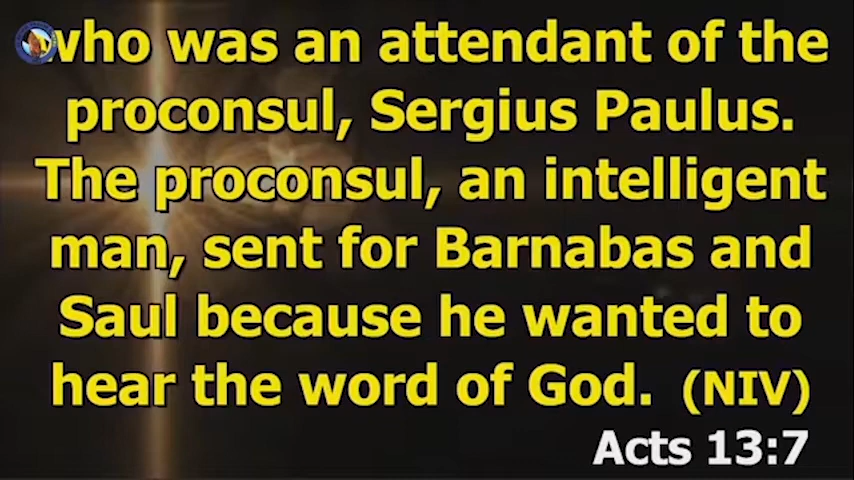 who was an attendant of the
proconsul, Sergius Paulus.
The proconsul, an intelligent
man, sent for Barnabas and
Saul because he wanted to
hear the word of God. (NIV)
Acts 13:7